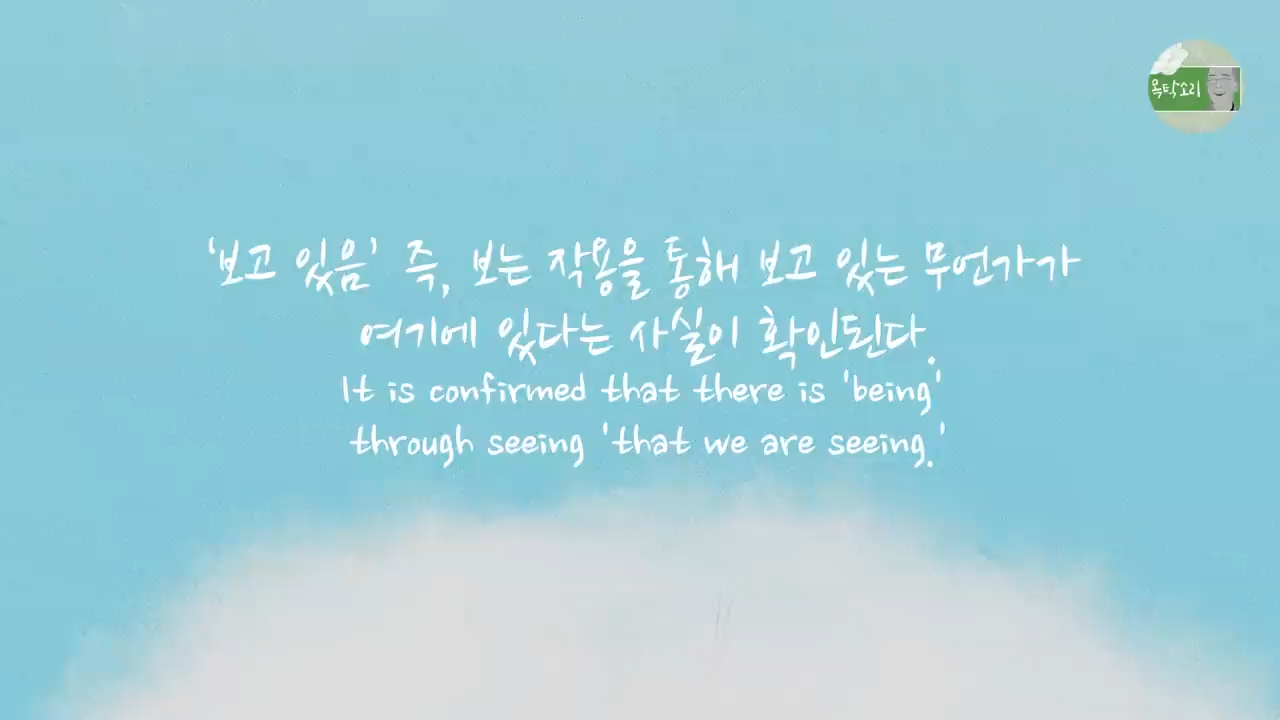 목탁소리
'보고 있음' 즉, 보는 작용을 통해 보고 있는 무언가가
여기에 있다는 사실이 확인된다.
It is confirmed that there is 'being'
through seeing 'that we are seeing.'